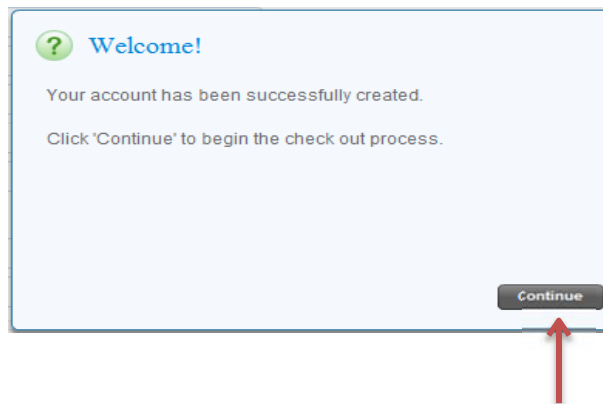 Welcome!
Your account has been successfully created.
Click 'Continue' to begin the check out process.
Continue